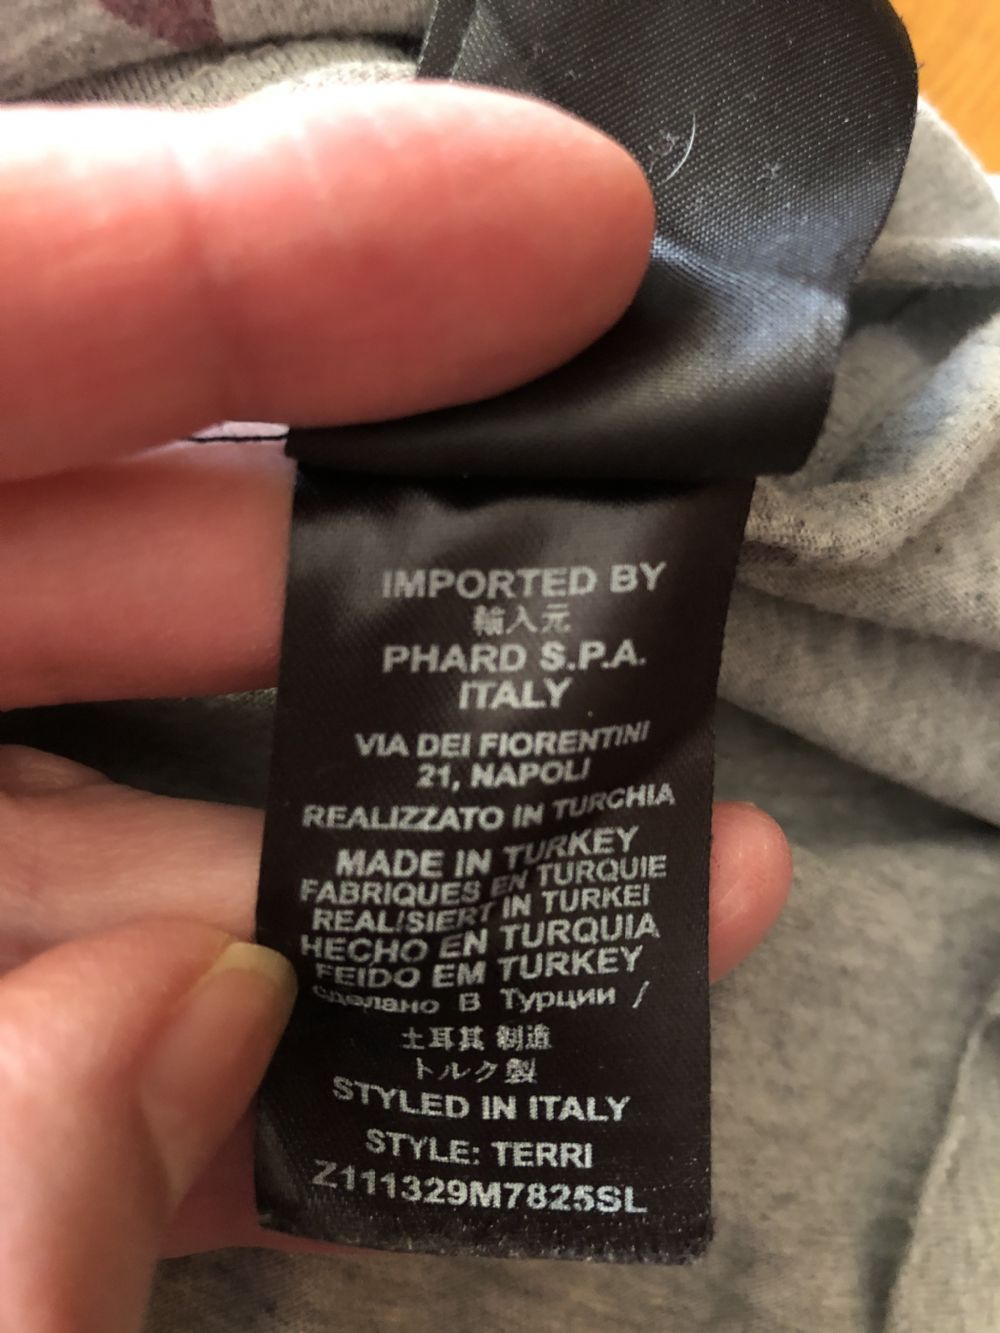 IMPORTED BY
輸入元
PHARD S.P.A.
ITALY
VIA DEI FIORENTINI
21, NAPOLI
REALIZZATO IN TURCHIA
MADE IN TURKEY
FABRIQUES EN TURQUIE
REALISIERT IN TURKEI
HECHO EN TURQUIA
FEIDO EM TURKEY
сделано В Турции /
土耳其 制造
トルク製
STYLED IN ITALY
STYLE: TERRI
Z111329M7825SL